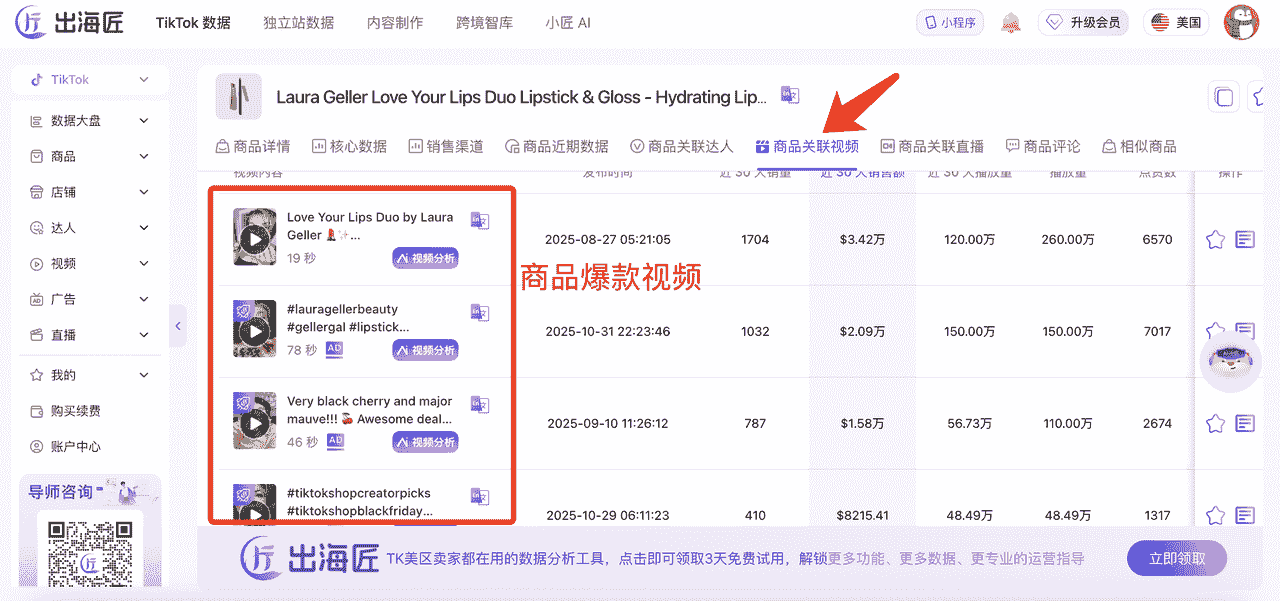 出海匠
TikTok 数据
独立站数据
内容制作
跨境智库
小匠 AI
小程序
升级会员
美国
TikTok
数据大盘
商品
店铺
达人
视频
广告
直播
我的
购买续费
账户中心
导师咨询
Laura Geller Love Your Lips Duo Lipstick & Gloss - Hydrating Lip...
商品详情
核心数据
销售渠道
商品近期数据
商品关联达人
商品关联视频
商品关联直播
商品评论
相似商品
视频内容 发布时间 近 30 天销量 近 30 天销售额 近 30 天播放量 播放量 点赞数 操作
Love Your Lips Duo by Laura
Geller 💄✨...
19 秒
Ai 视频分析
2025-08-27 05:21:05 1704 $3.42万 120.00万 260.00万 6570
商品爆款视频
#lauragellerbeauty
#gellergal #lipstick...
78 秒 AD
Ai 视频分析
2025-10-31 22:23:46 1032 $2.09万 150.00万 150.00万 7017
Very black cherry and major
mauve!!! 🍒 Awesome deal...
46 秒 AD
Ai 视频分析
2025-09-10 11:26:12 787 $1.58万 56.73万 110.00万 2674
#tiktokshopcreatorpicks
#tiktokshopblackfriday...
2025-10-29 06:11:23 410 $8215.41 48.49万 48.49万 1317
出海匠
TK美区卖家都在用的数据分析工具，点击即可领取3天免费试用，解锁更多功能、更多数据、更专业的运营指导
立即领取